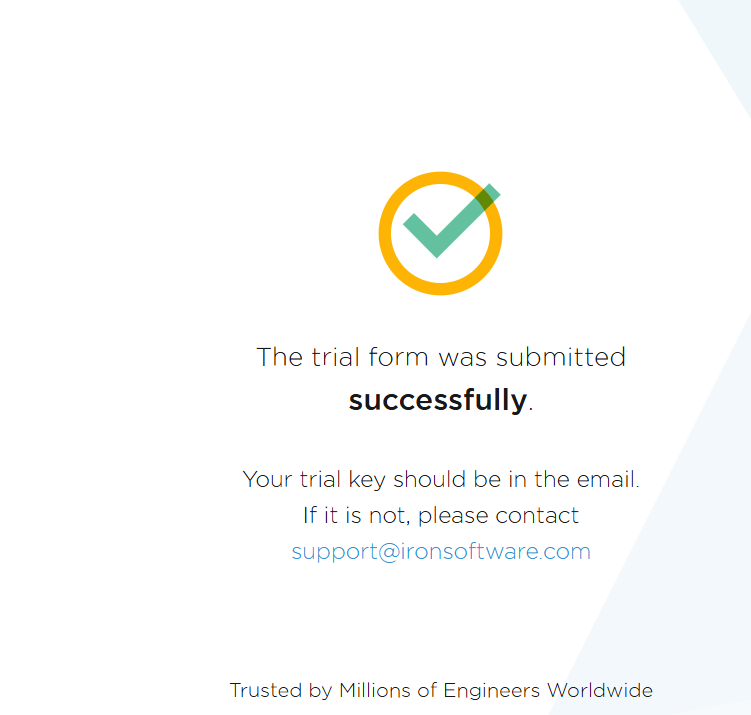 The trial form was submitted
successfully.
Your trial key should be in the email.
If it is not, please contact
support@ironsoftware.com
Trusted by Millions of Engineers Worldwide